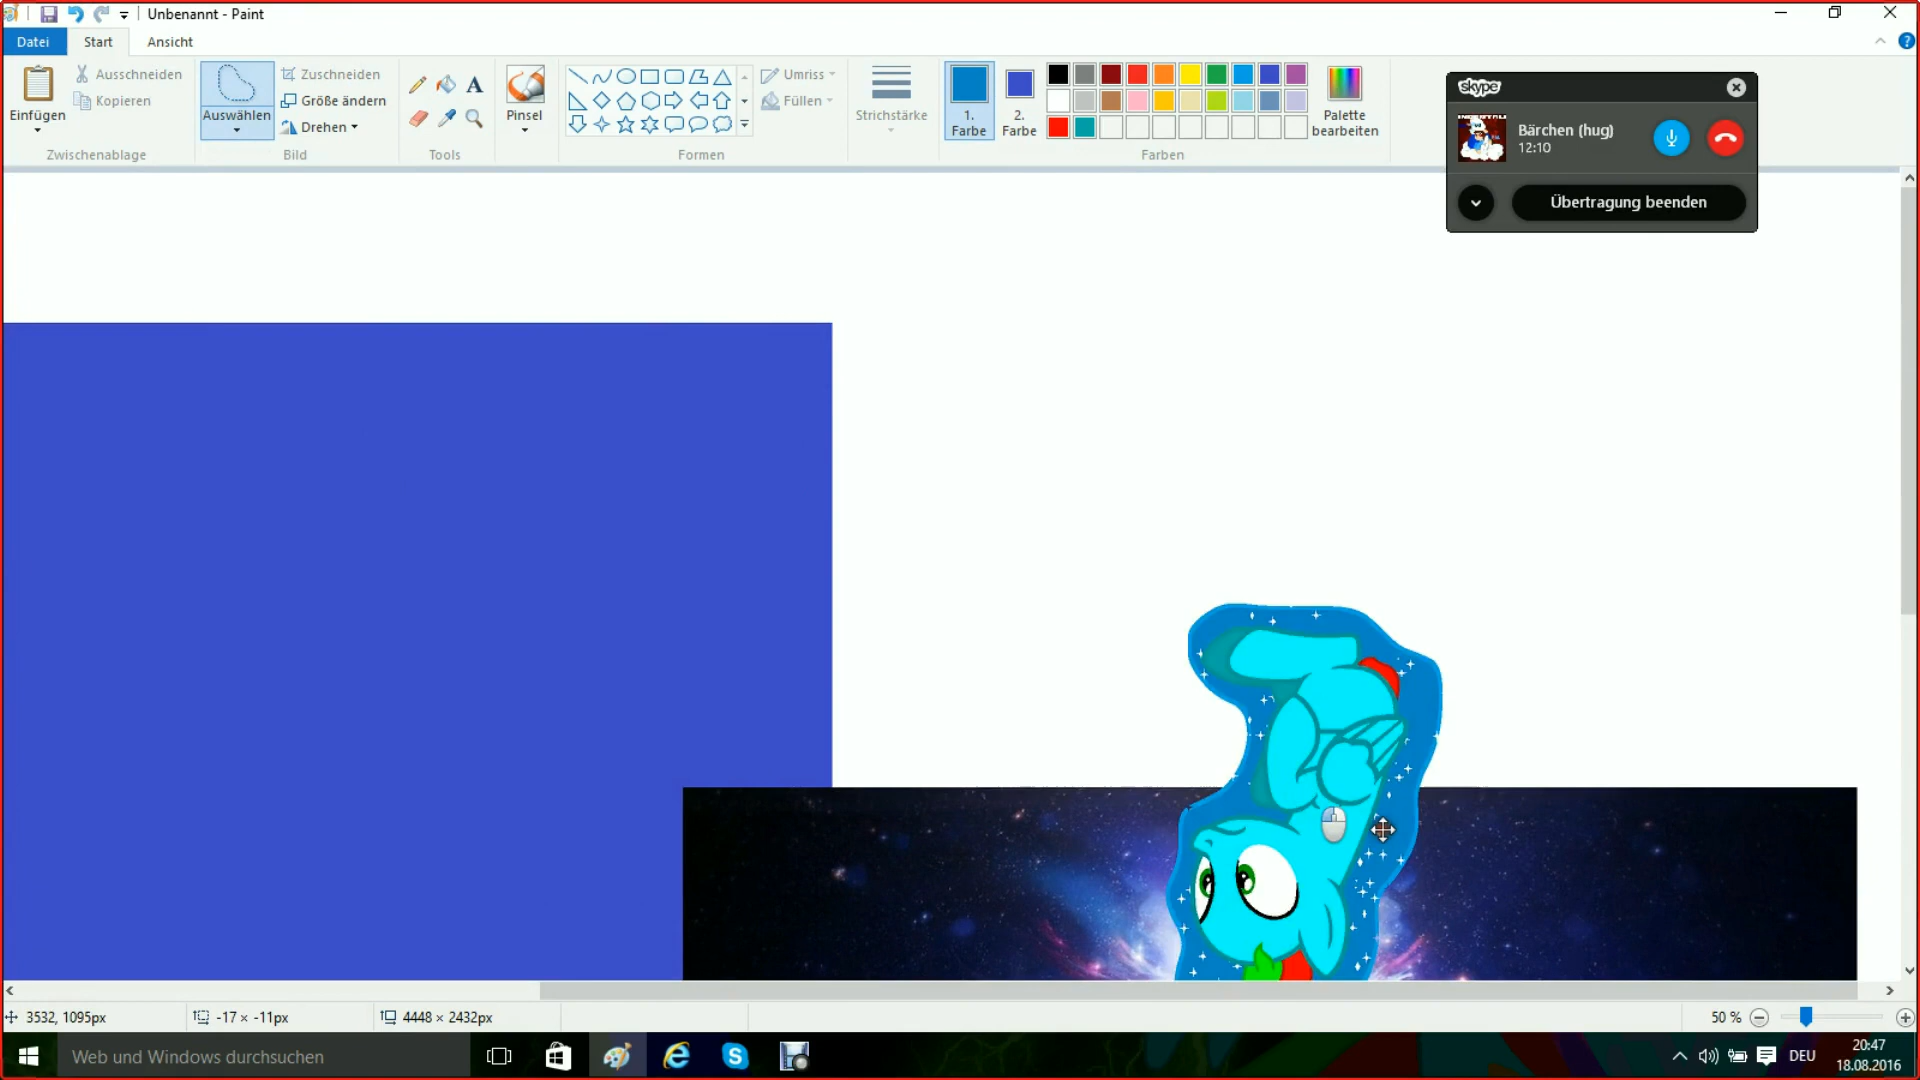 Unbenannt - Paint
Datei Start Ansicht
Einfügen
Ausschneiden
Kopieren
Zwischenablage
Auswählen
Zuschneiden
Größe ändern
Drehen
Bild
A
Tools
Pinsel
Formen
Umriss
Füllen
Strichstärke
1.
Farbe
2.
Farbe
Palette
bearbeiten
Farben
?
skype
Bärchen (hug)
12:10
Übertragung beenden
3532, 1095px
-17 × -11px
4448 × 2432px
50 %
Web und Windows durchsuchen
DEU
20:47
18.08.2016